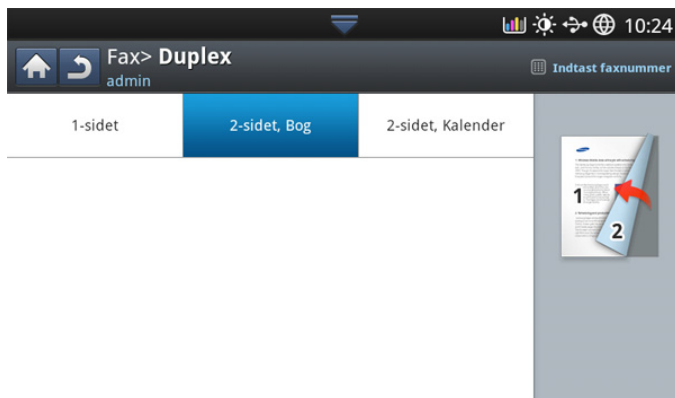 10:24
Fax> Duplex
admin
Indtast faxnummer
1-sidet
2-sidet, Bog
2-sidet, Kalender
1
2